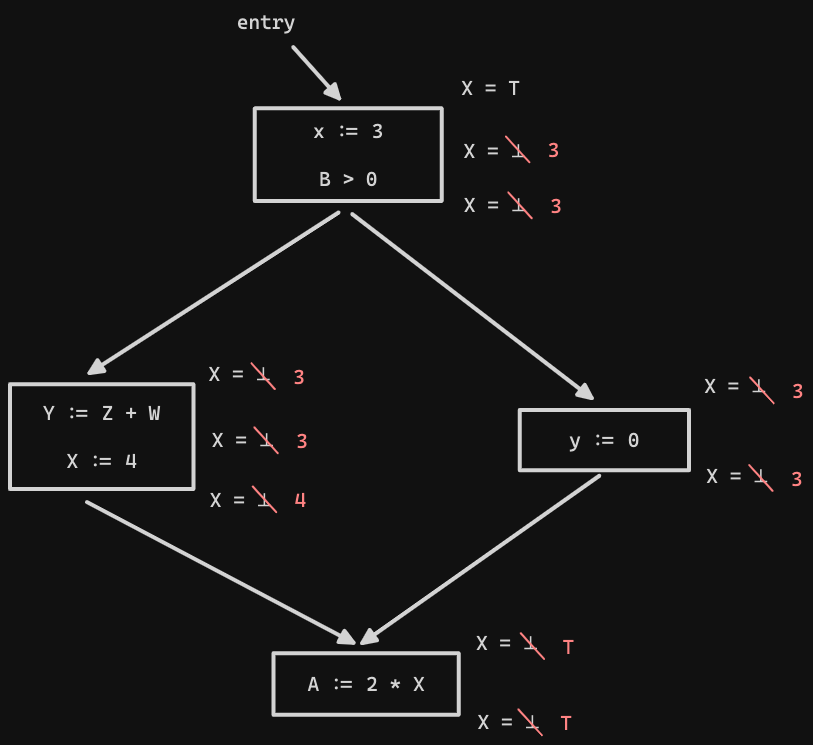 entry
X = T
x := 3
X = ⊥ 3
B > 0
X = ⊥ 3
X = ⊥ 3
Y := Z + W
X = ⊥ 3
X := 4
X = ⊥ 4
X = ⊥ 3
y := 0
X = ⊥ 3
X = ⊥ T
A := 2 * X
X = ⊥ T